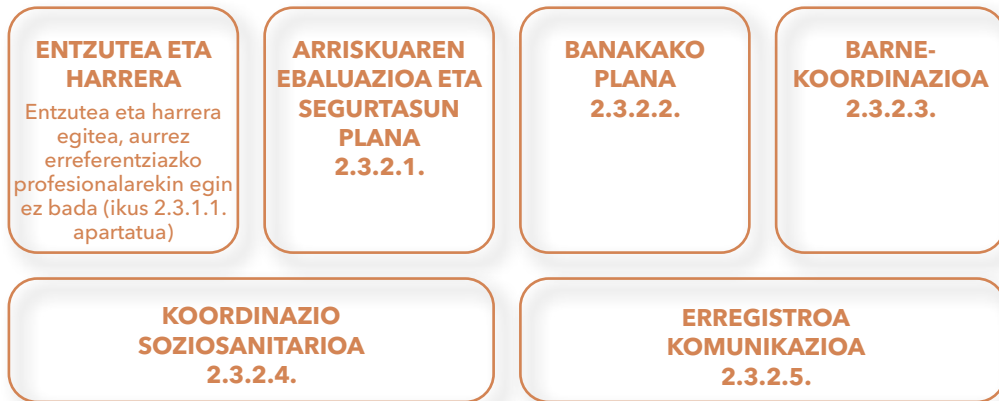 ENTZUTEA ETA
HARRERA
Entzutea eta harrera
egitea, aurrez
erreferentziazko
profesionalarekin egin
ez bada (ikus 2.3.1.1.
apartatua)
ARRISKUAREN
EBALUAZIOA ETA
SEGURTASUN
PLANA
2.3.2.1.
BANAKAKO
PLANA
2.3.2.2.
BARNE-
KOORDINAZIOA
2.3.2.3.
KOORDINAZIO
SOZIOSANITARIOA
2.3.2.4.
ERREGISTROA
KOMUNIKAZIOA
2.3.2.5.